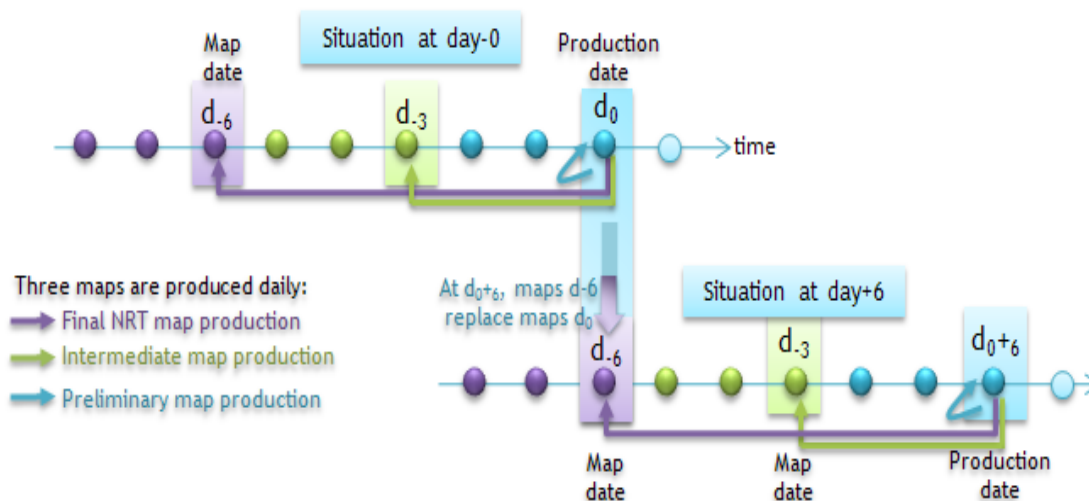 Situation at day-0
Map
date
Production
date
d-6
d-3
d0
time
Three maps are produced daily:
Final NRT map production
Intermediate map production
Preliminary map production
At d0+6, maps d-6
replace maps d0
Situation at day+6
d-6
d-3
d0+6
Map
date
Map
date
Production
date